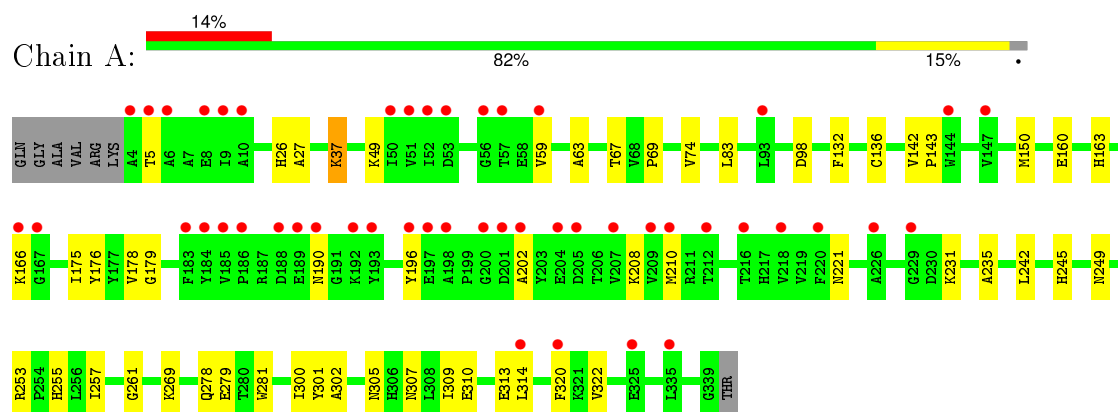 14%
Chain A:
82% 15% •
GLN GLY ALA VAL ARG LYS A4 T5 A6 A7 E8 I9 A10 H26 A27 K37 K49 I50 V51 I52 D53 G56 T57 E58 V59 A63 T67 V68 P69 V74 L83 L93 D98 F132 C136 V142 P143 W144 V147 M150 E160 H163
K166 G167 I175 Y176 Y177 V178 G179 F183 Y184 V185 P186 R187 D188 E189 N190 G191 K192 Y193 Y196 E197 A198 P199 G200 D201 A202 Y203 E204 D205 T206 V207 K208 V209 M210 R211 T212 T216 H217 V218 V219 F220 N221 A226 G229 D230 K231 A235 L242 H245 N249
R253 P254 H255 L256 I257 G261 K269 Q278 E279 T280 W281 I300 Y301 A302 N305 H306 N307 L308 I309 E310 E313 L314 F320 K321 V322 E325 L335 G339 THR